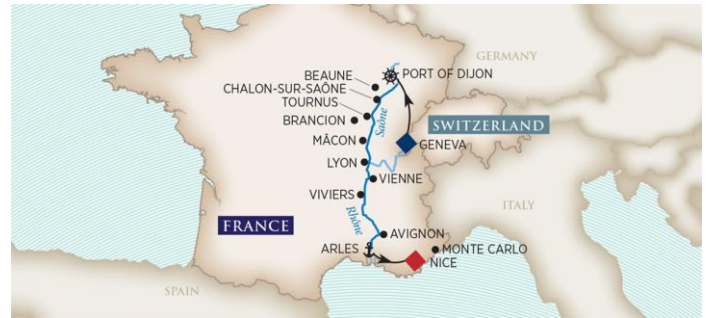 GERMANY
BEAUNE
PORT OF DIJON
CHALON-SUR-SAÔNE
TOURNUS
BRANCION
Saône
SWITZERLAND
MÂCON
GENEVA
LYON
VIENNE
VIVIERS
ITALY
Rhône
FRANCE
AVIGNON
ARLES
MONTE CARLO
NICE
SPAIN